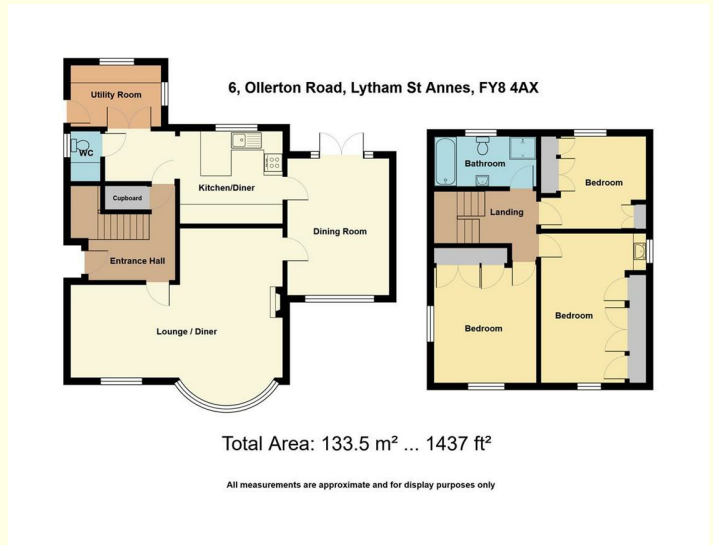 6, Ollerton Road, Lytham St Annes, FY8 4AX
Utility Room
WC
Kitchen/Diner
Cupboard
Dining Room
Entrance Hall
Lounge / Diner
Bathroom
Bedroom
Landing
Bedroom
Bedroom
Total Area: 133.5 m² ... 1437 ft²
All measurements are approximate and for display purposes only